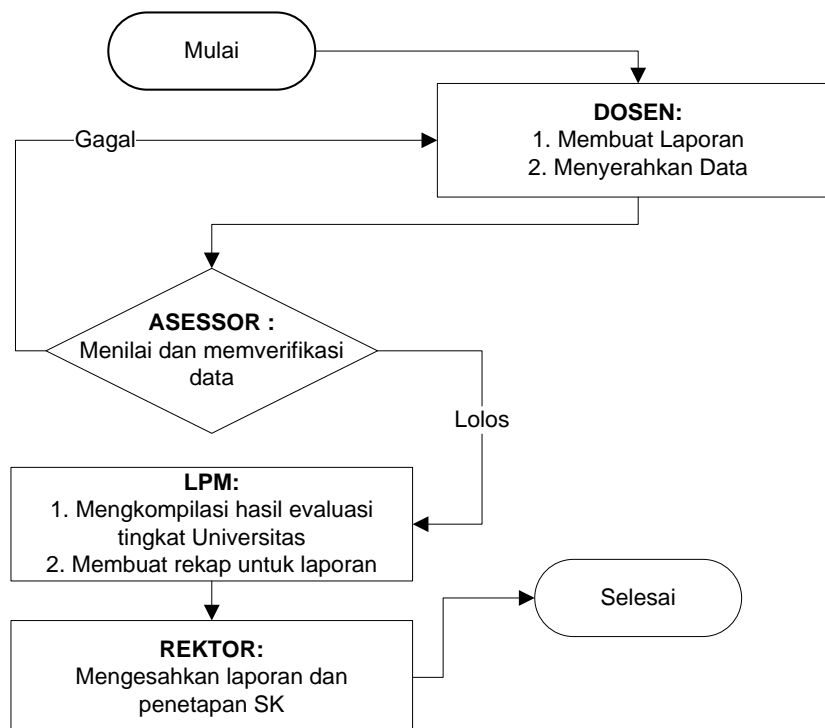 Mulai
DOSEN:
1. Membuat Laporan
2. Menyerahkan Data
Gagal
ASESSOR :
Menilai dan memverifikasi
data
Lolos
LPM:
1. Mengkompilasi hasil evaluasi
tingkat Universitas
2. Membuat rekap untuk laporan
REKTOR:
Mengesahkan laporan dan
penetapan SK
Selesai